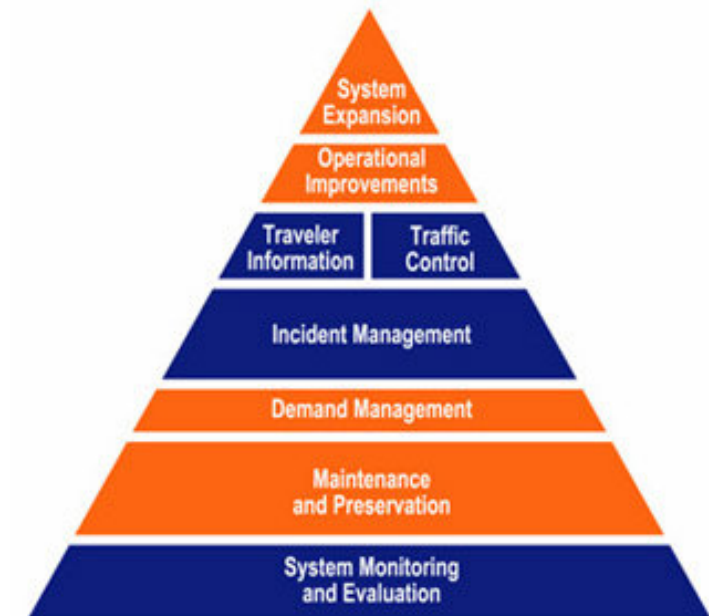 System
Expansion
Operational
Improvements
Traveler
Information
Traffic
Control
Incident Management
Demand Management
Maintenance
and Preservation
System Monitoring
and Evaluation